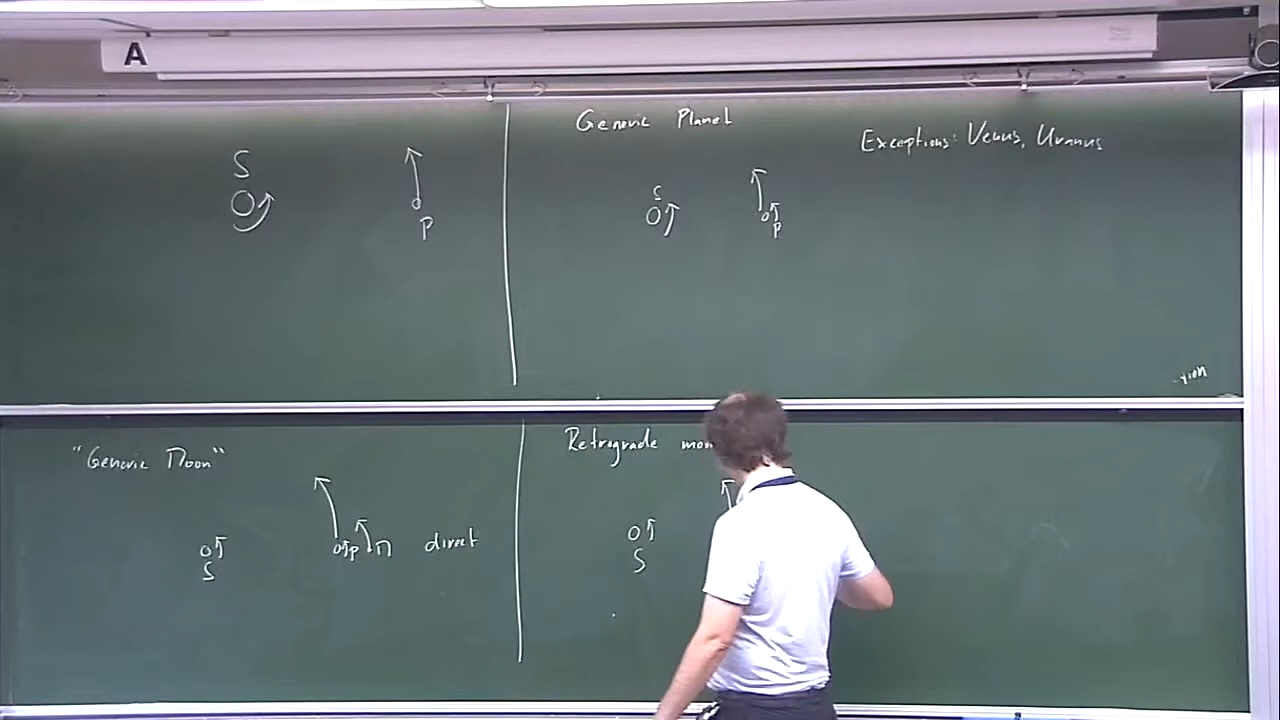 A
S
P
Generic Planet
S
P
Exceptions: Venus, Uranus
"Generic Moon"
S
P
M
direct
Retrograde
S